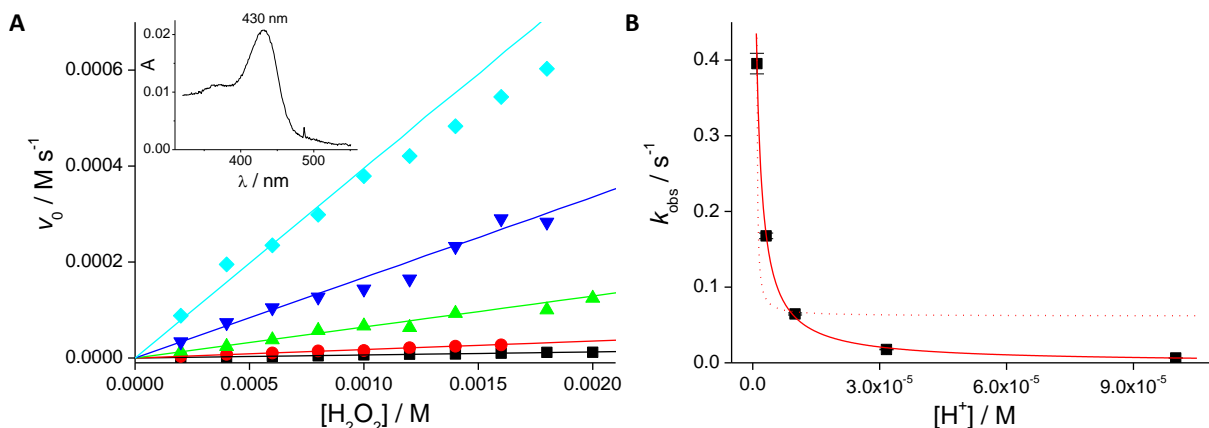 A
430 nm
0.02
A
0.01
0.00
400
500
λ / nm
0.0006
0.0004
0.0002
0.0000
v₀ / M s⁻¹
0.0000
0.0005
0.0010
0.0015
0.0020
[H₂O₂] / M
B
0.4
0.3
0.2
0.1
0.0
k_obs / s⁻¹
0.0
3.0x10⁻⁵
6.0x10⁻⁵
9.0x10⁻⁵
[H⁺] / M